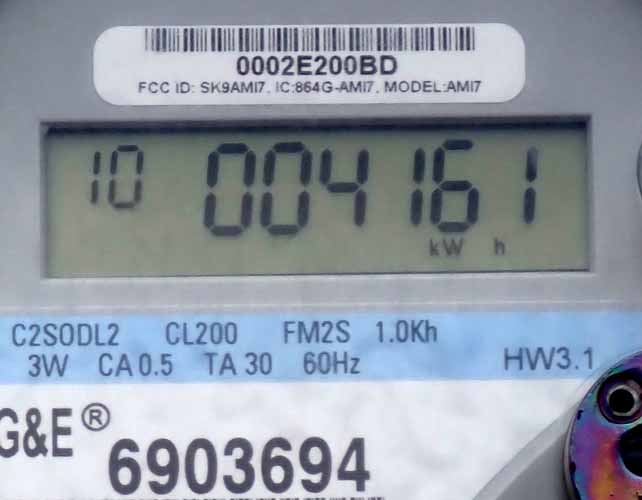 0002E200BD
FCC ID: SK9AMI7, IC:864G-AMI7, MODEL:AMI7
10 004161
kW h
C2SODL2 CL200 FM2S 1.0Kh
3W CA 0.5 TA 30 60Hz HW3.1
G&E®
6903694